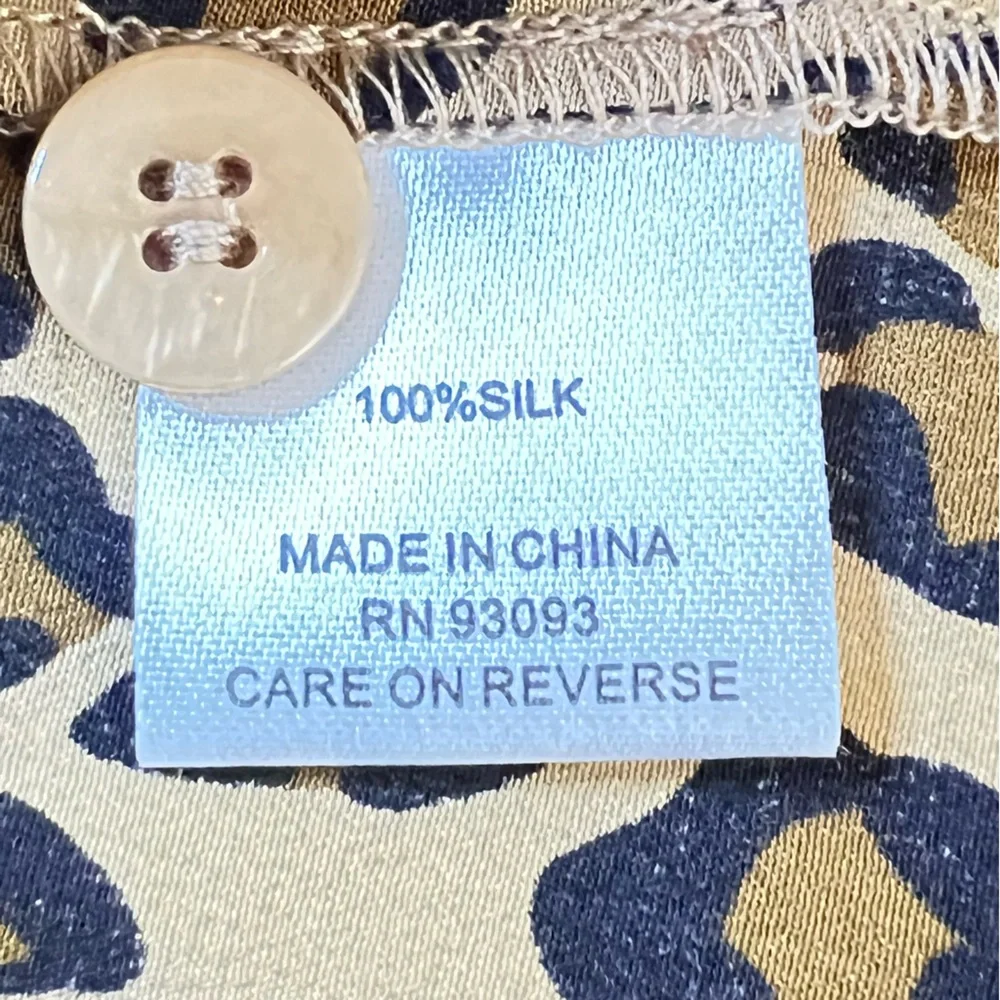 100%SILK
MADE IN CHINA
RN 93093
CARE ON REVERSE